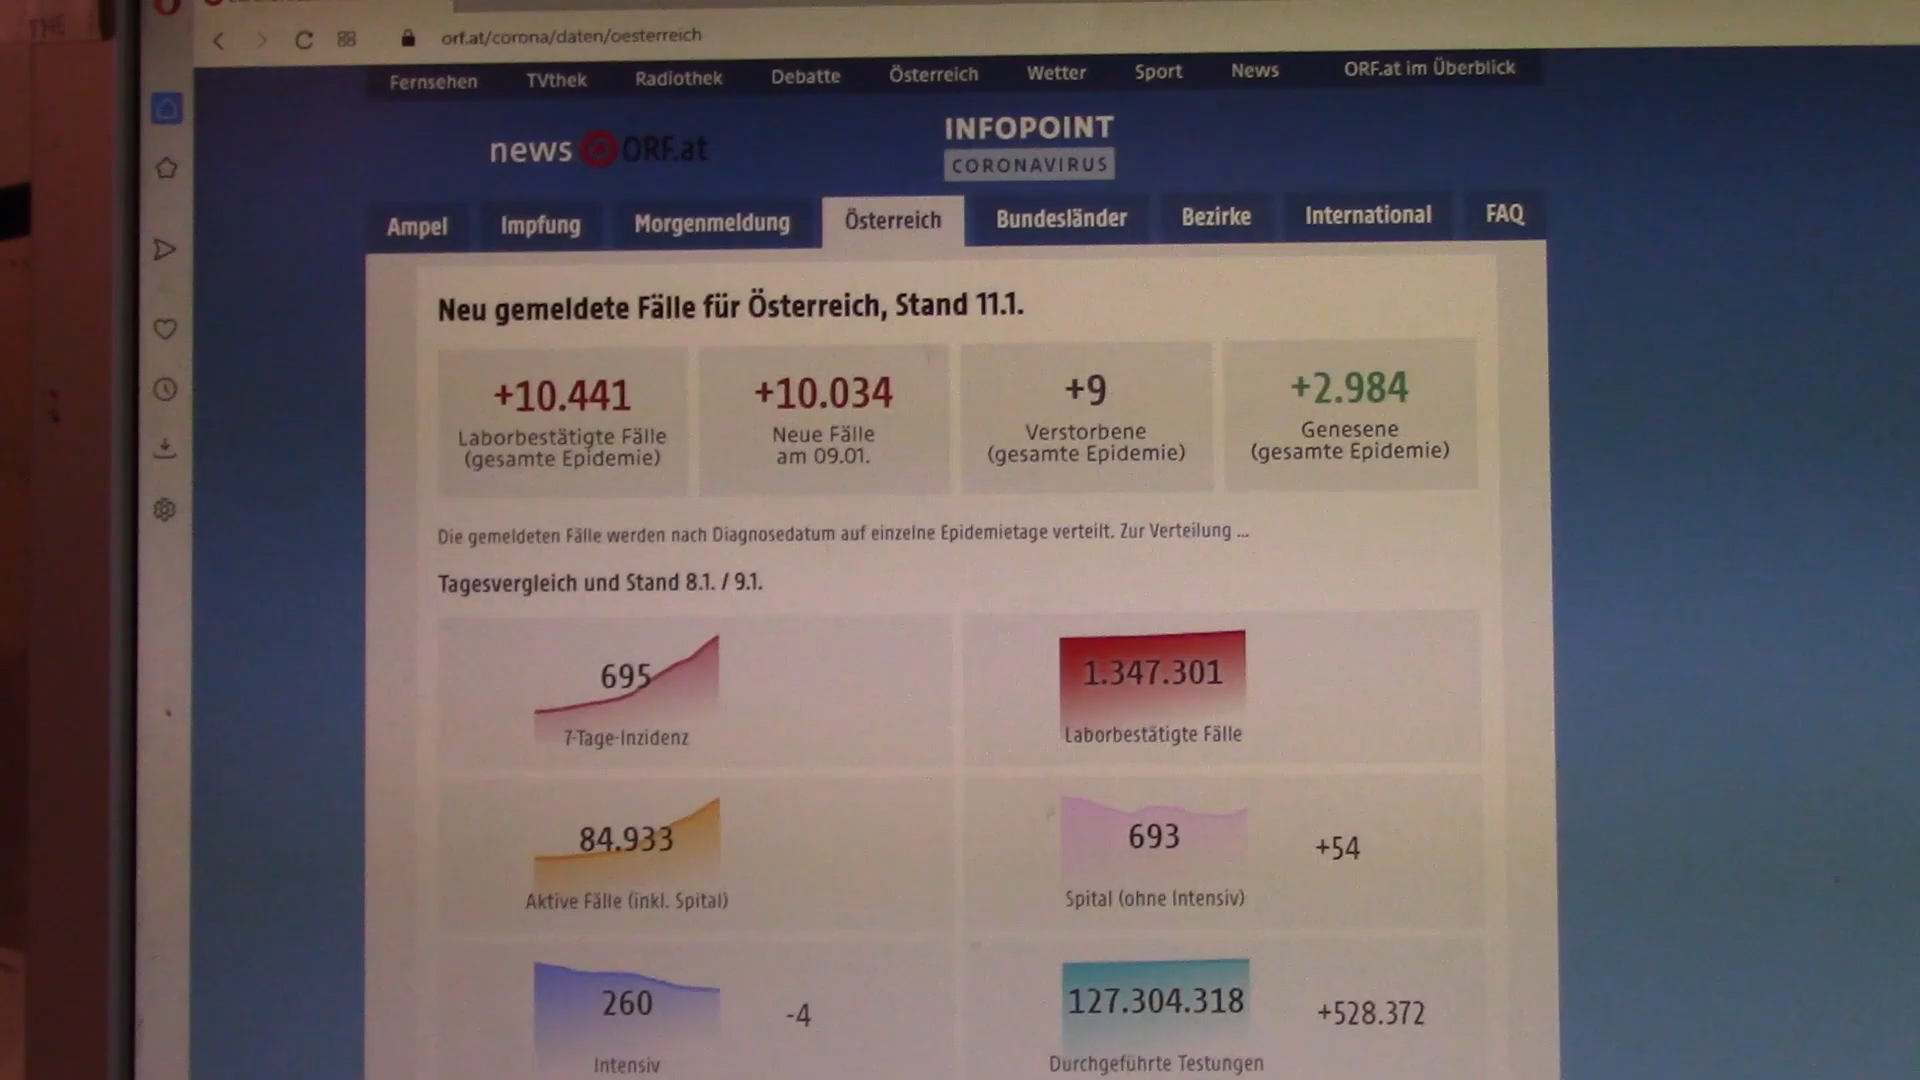 THE
orf.at/corona/daten/oesterreich
Fernsehen TVthek Radiothek Debatte Österreich Wetter Sport News ORF.at im Überblick
news ORF.at
INFOPOINT
CORONAVIRUS
Ampel Impfung Morgenmeldung Österreich Bundesländer Bezirke International FAQ
Neu gemeldete Fälle für Österreich, Stand 11.1.
+10.441
Laborbestätigte Fälle
(gesamte Epidemie)
+10.034
Neue Fälle
am 09.01.
+9
Verstorbene
(gesamte Epidemie)
+2.984
Genesene
(gesamte Epidemie)
Die gemeldeten Fälle werden nach Diagnosedatum auf einzelne Epidemietage verteilt. Zur Verteilung ...
Tagesvergleich und Stand 8.1. / 9.1.
695
7-Tage-Inzidenz
1.347.301
Laborbestätigte Fälle
84.933
Aktive Fälle (inkl. Spital)
693 +54
Spital (ohne Intensiv)
260 -4
Intensiv
127.304.318 +528.372
Durchgeführte Testungen